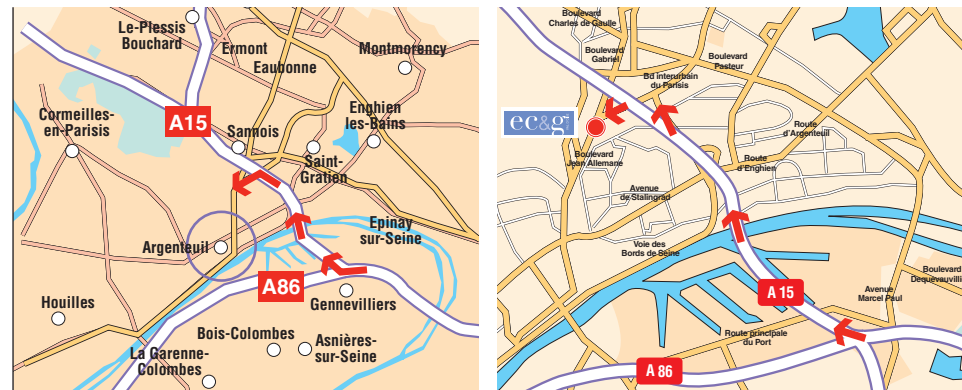 Le-Plessis
Bouchard
Ermont
Eaubonne
Montmorency
A15
Cormeilles-
en-Parisis
Sannois
Enghien
les-Bains
Saint-
Gratien
Epinay
sur-Seine
Argenteuil
A86
Gennevilliers
Houilles
Bois-Colombes
Asnières-
sur-Seine
La Garenne-
Colombes
Boulevard
Charles de Gaulle
Boulevard
Gabriel
Boulevard
Pasteur
Bd interurbain
du Parisis
ec&g
Route
d'Argenteuil
Boulevard
Jean Allemane
Route
d'Enghien
Avenue
de Stalingrad
Voie des
Bords de Seine
Boulevard
Dequevauvilli
A 15
Avenue
Marcel Paul
Route principale
du Port
A 86